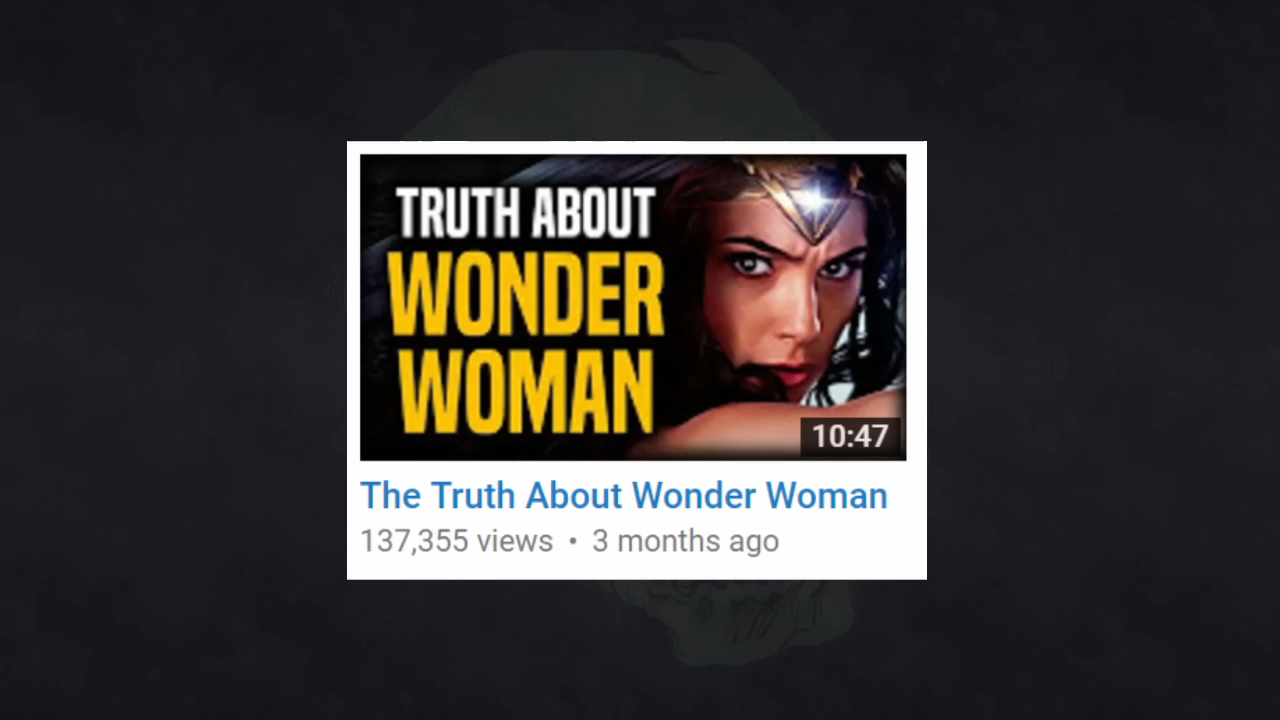 TRUTH ABOUT
WONDER
WOMAN
10:47
The Truth About Wonder Woman
137,355 views • 3 months ago